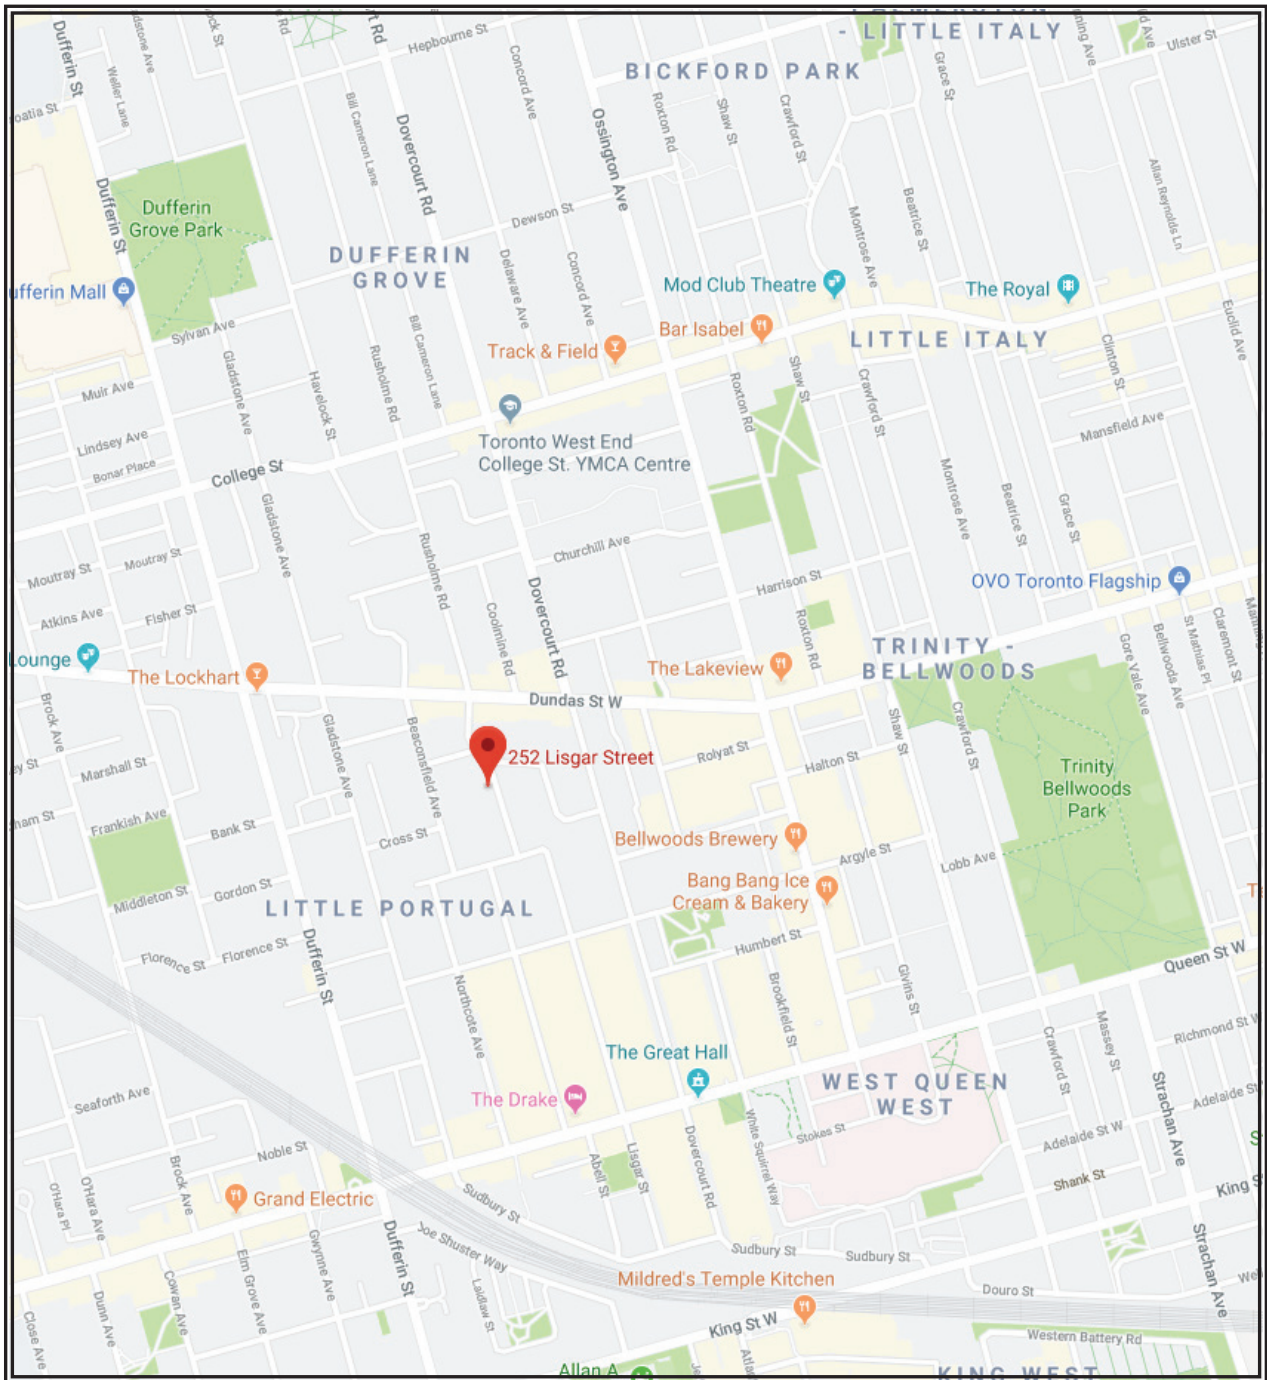 - LITTLE ITALY
BICKFORD PARK
Dufferin St
Weller Lane
Hepbourne St
Concord Ave
Ulster St
Grace St
Bill Cameron Lane
Dovercourt Rd
Ossington Ave
Roxton Rd
Shaw St
Crawford St
Dufferin St
Dufferin
Grove Park
Dewson St
DUFFERIN
GROVE
Delaware Ave
Concord Ave
Montrose Ave
Beatrice St
Allan Reynolds Ln
ufferin Mall
Mod Club Theatre
The Royal
Sylvan Ave
Bill Cameron Lane
Track & Field
Bar Isabel
LITTLE ITALY
Euclid Ave
Muir Ave
Gladstone Ave
Havelock St
Rusholme Rd
Roxton Rd
Shaw St
Crawford St
Clinton St
Lindsey Ave
Bonar Place
College St
Toronto West End
College St. YMCA Centre
Mansfield Ave
Gladstone Ave
Montrose Ave
Beatrice St
Grace St
Moutray St
Moutray St
Rusholme Rd
Churchill Ave
Harrison St
OVO Toronto Flagship
Atkins Ave
Fisher St
Coolmine Rd
Dovercourt Rd
Roxton Rd
TRINITY -
BELLWOODS
Gore Vale Ave
Bellwoods Ave
St Mathias Pl
Claremont St
Lounge
The Lockhart
The Lakeview
Dundas St W
Brock Ave
Gladstone Ave
Beaconsfield Ave
252 Lisgar Street
Rolyat St
Halton St
Shaw St
Crawford St
Marshall St
Trinity
Bellwoods
Park
Frankish Ave
Bank St
Cross St
Bellwoods Brewery
Argyle St
Lobb Ave
Middleton St
Gordon St
LITTLE PORTUGAL
Bang Bang Ice
Cream & Bakery
Florence St
Florence St
Dufferin St
Northcote Ave
Humbert St
Brookfield St
Givins St
Queen St W
Crawford St
Massey St
Richmond St W
The Great Hall
WEST QUEEN
WEST
The Drake
Seaforth Ave
Strachan Ave
Adelaide St
Adelaide St W
Stokes St
White Squirrel Way
Noble St
Brock Ave
O'Hara Pl
O'Hara Ave
Abell St
Lisgar St
Dovercourt Rd
Shank St
King S
Grand Electric
Sudbury St
Joe Shuster Way
Sudbury St
Sudbury St
Dufferin St
Gwynne Ave
Elm Grove Ave
Cowan Ave
Dunn Ave
Close Ave
Laidlaw St
Mildred's Temple Kitchen
Douro St
Strachan Ave
King St W
Western Battery Rd
Allan A
KING WEST